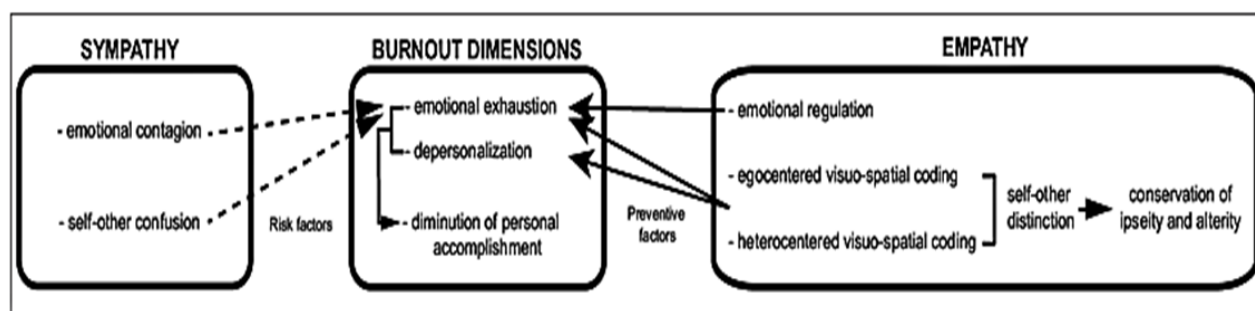 SYMPATHY
- emotional contagion
- self-other confusion
Risk factors
BURNOUT DIMENSIONS
- emotional exhaustion
- depersonalization
- diminution of personal
accomplishment
Preventive
factors
EMPATHY
- emotional regulation
- egocentered visuo-spatial coding
- heterocentered visuo-spatial coding
self-other
distinction
conservation of
ipseity and alterity